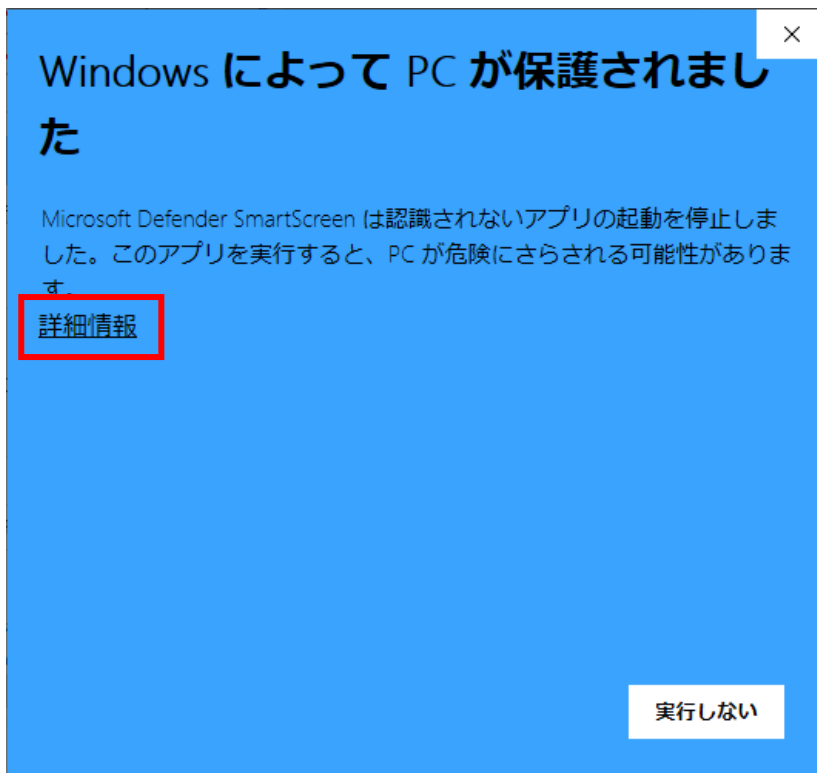 Windows によって PC が保護されまし
た
Microsoft Defender SmartScreen は認識されないアプリの起動を停止しま
した。このアプリを実行すると、PC が危険にさらされる可能性がありま
す。
詳細情報
実行しない